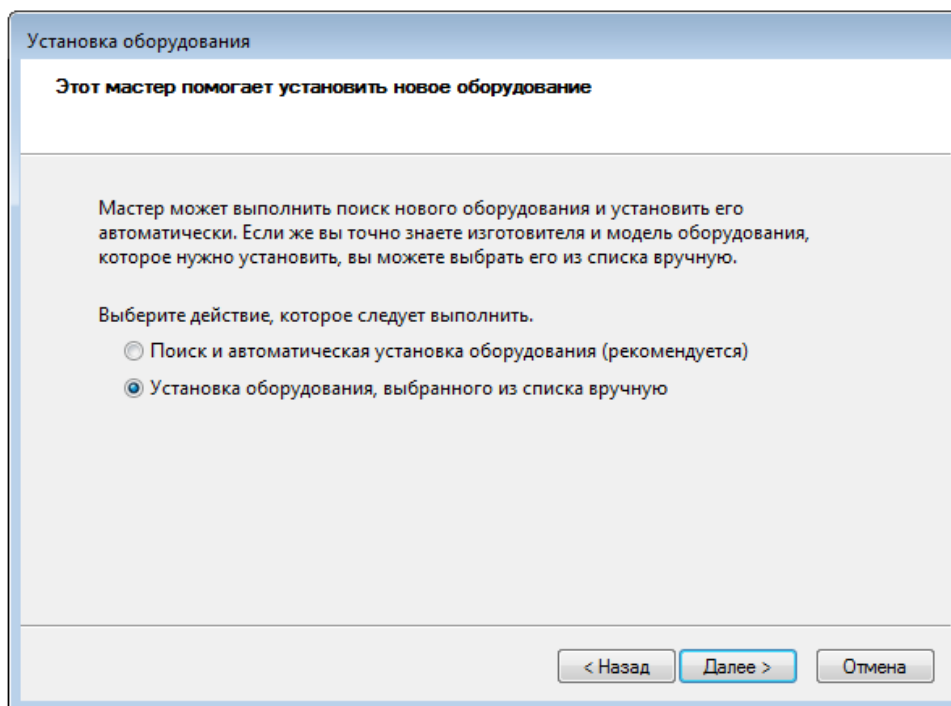 Установка оборудования
Этот мастер помогает установить новое оборудование
Мастер может выполнить поиск нового оборудования и установить его
автоматически. Если же вы точно знаете изготовителя и модель оборудования,
которое нужно установить, вы можете выбрать его из списка вручную.
Выберите действие, которое следует выполнить.
Поиск и автоматическая установка оборудования (рекомендуется)
Установка оборудования, выбранного из списка вручную
< Назад Далее > Отмена